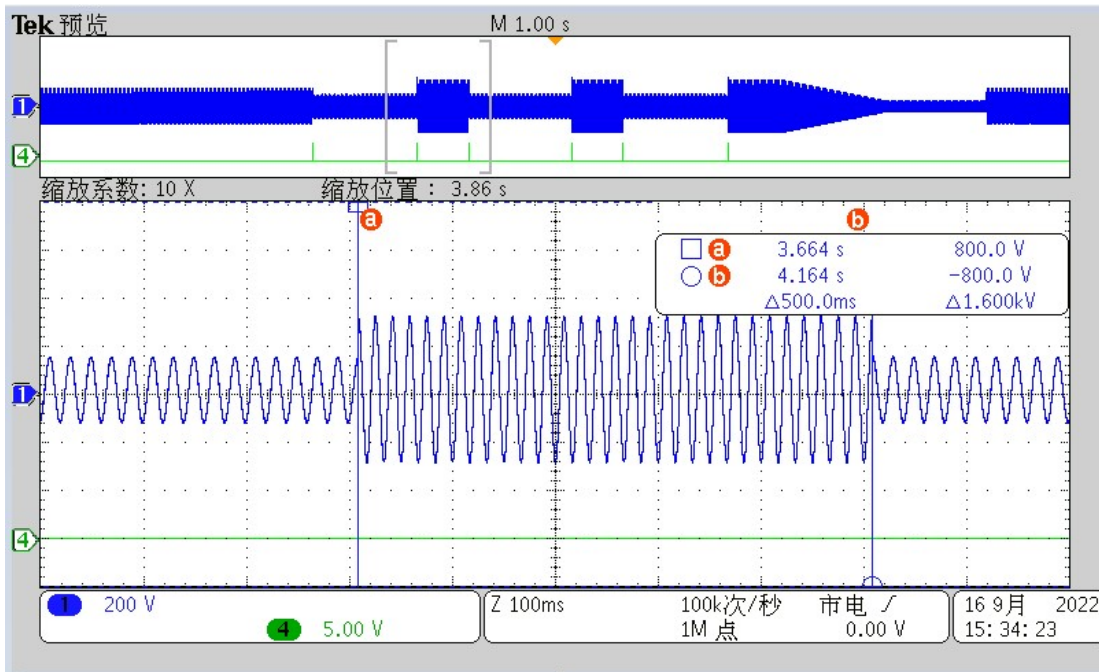 Tek 预览 M 1.00 s
1
4
缩放系数: 10 X 缩放位置 : 3.86 s
a b
a 3.664 s 800.0 V
b 4.164 s -800.0 V
△500.0ms △1.600kV
1
4
1 200 V Z 100ms 100k次/秒 市电 16 9月 2022
4 5.00 V 1M 点 0.00 V 15: 34: 23